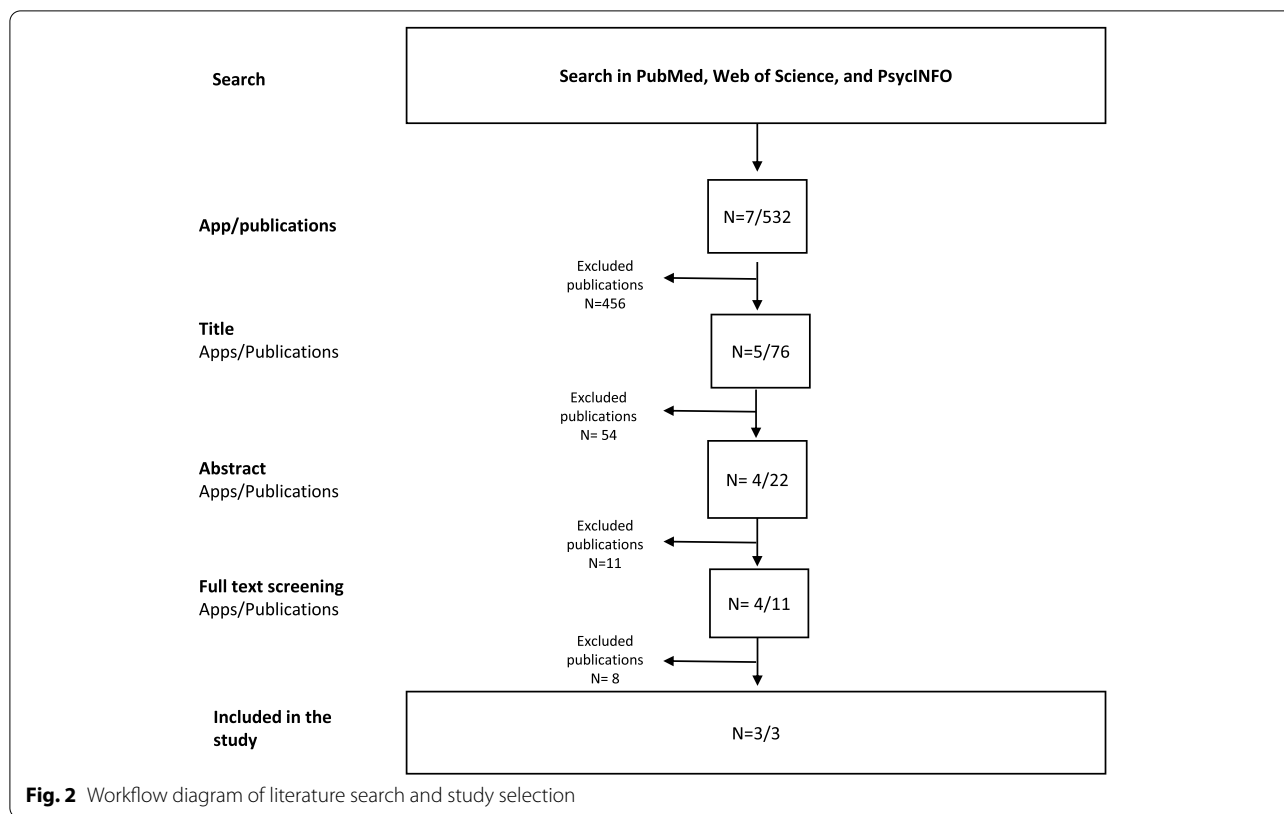 Search
Search in PubMed, Web of Science, and PsycINFO
App/publications
N=7/532
Excluded
publications
N=456
Title
Apps/Publications
N=5/76
Excluded
publications
N= 54
Abstract
Apps/Publications
N= 4/22
Excluded
publications
N=11
Full text screening
Apps/Publications
N= 4/11
Excluded
publications
N= 8
Included in the
study
N=3/3
Fig. 2 Workflow diagram of literature search and study selection